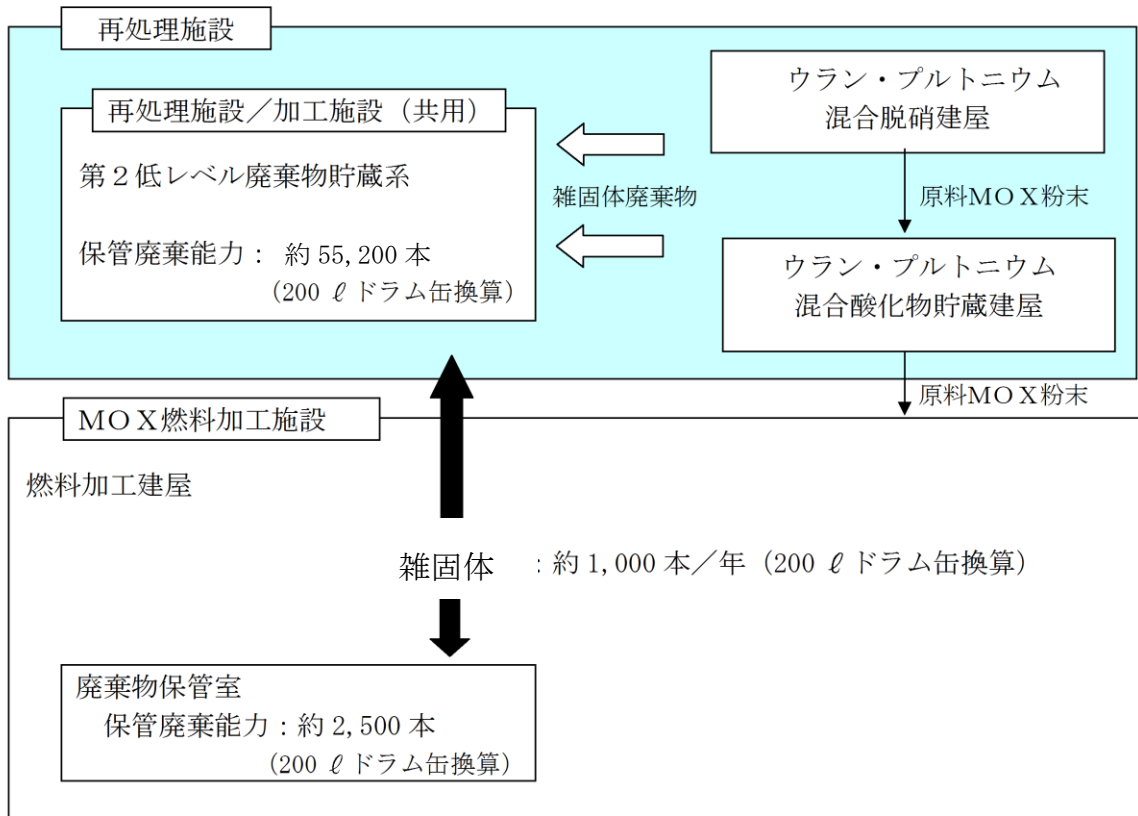 再処理施設
再処理施設／加工施設（共用）
第２低レベル廃棄物貯蔵系
保管廃棄能力： 約 55,200 本
（200 ℓ ドラム缶換算）
雑固体廃棄物
ウラン・プルトニウム
混合脱硝建屋
原料ＭＯＸ粉末
ウラン・プルトニウム
混合酸化物貯蔵建屋
原料ＭＯＸ粉末
ＭＯＸ燃料加工施設
燃料加工建屋
雑固体 ：約 1,000 本／年（200 ℓ ドラム缶換算）
廃棄物保管室
保管廃棄能力：約 2,500 本
（200 ℓ ドラム缶換算）